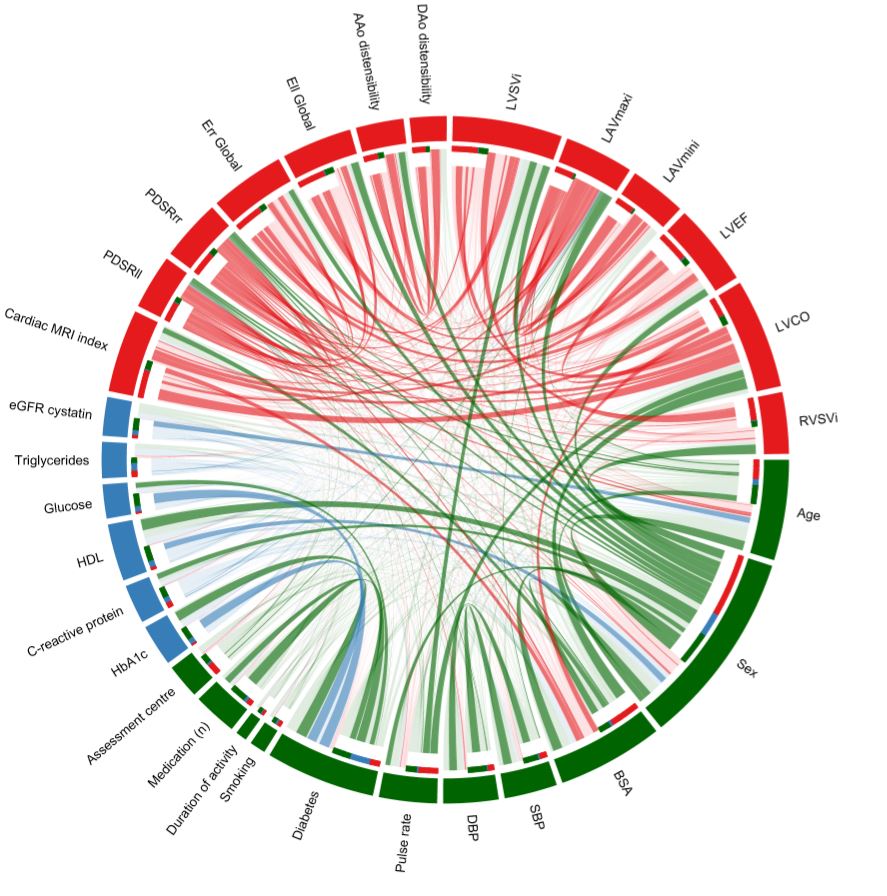 DAo distensibility
LVSVi
LAVmaxi
LAVmini
LVEF
LVCO
RVSVi
Age
Sex
BSA
SBP
DBP
Pulse rate
Diabetes
Smoking
Duration of activity
Medication (n)
Assessment centre
HbA1c
C-reactive protein
HDL
Glucose
Triglycerides
eGFR cystatin
Cardiac MRI index
PDSRll
PDSRrr
Err Global
Ell Global
AAo distensibility